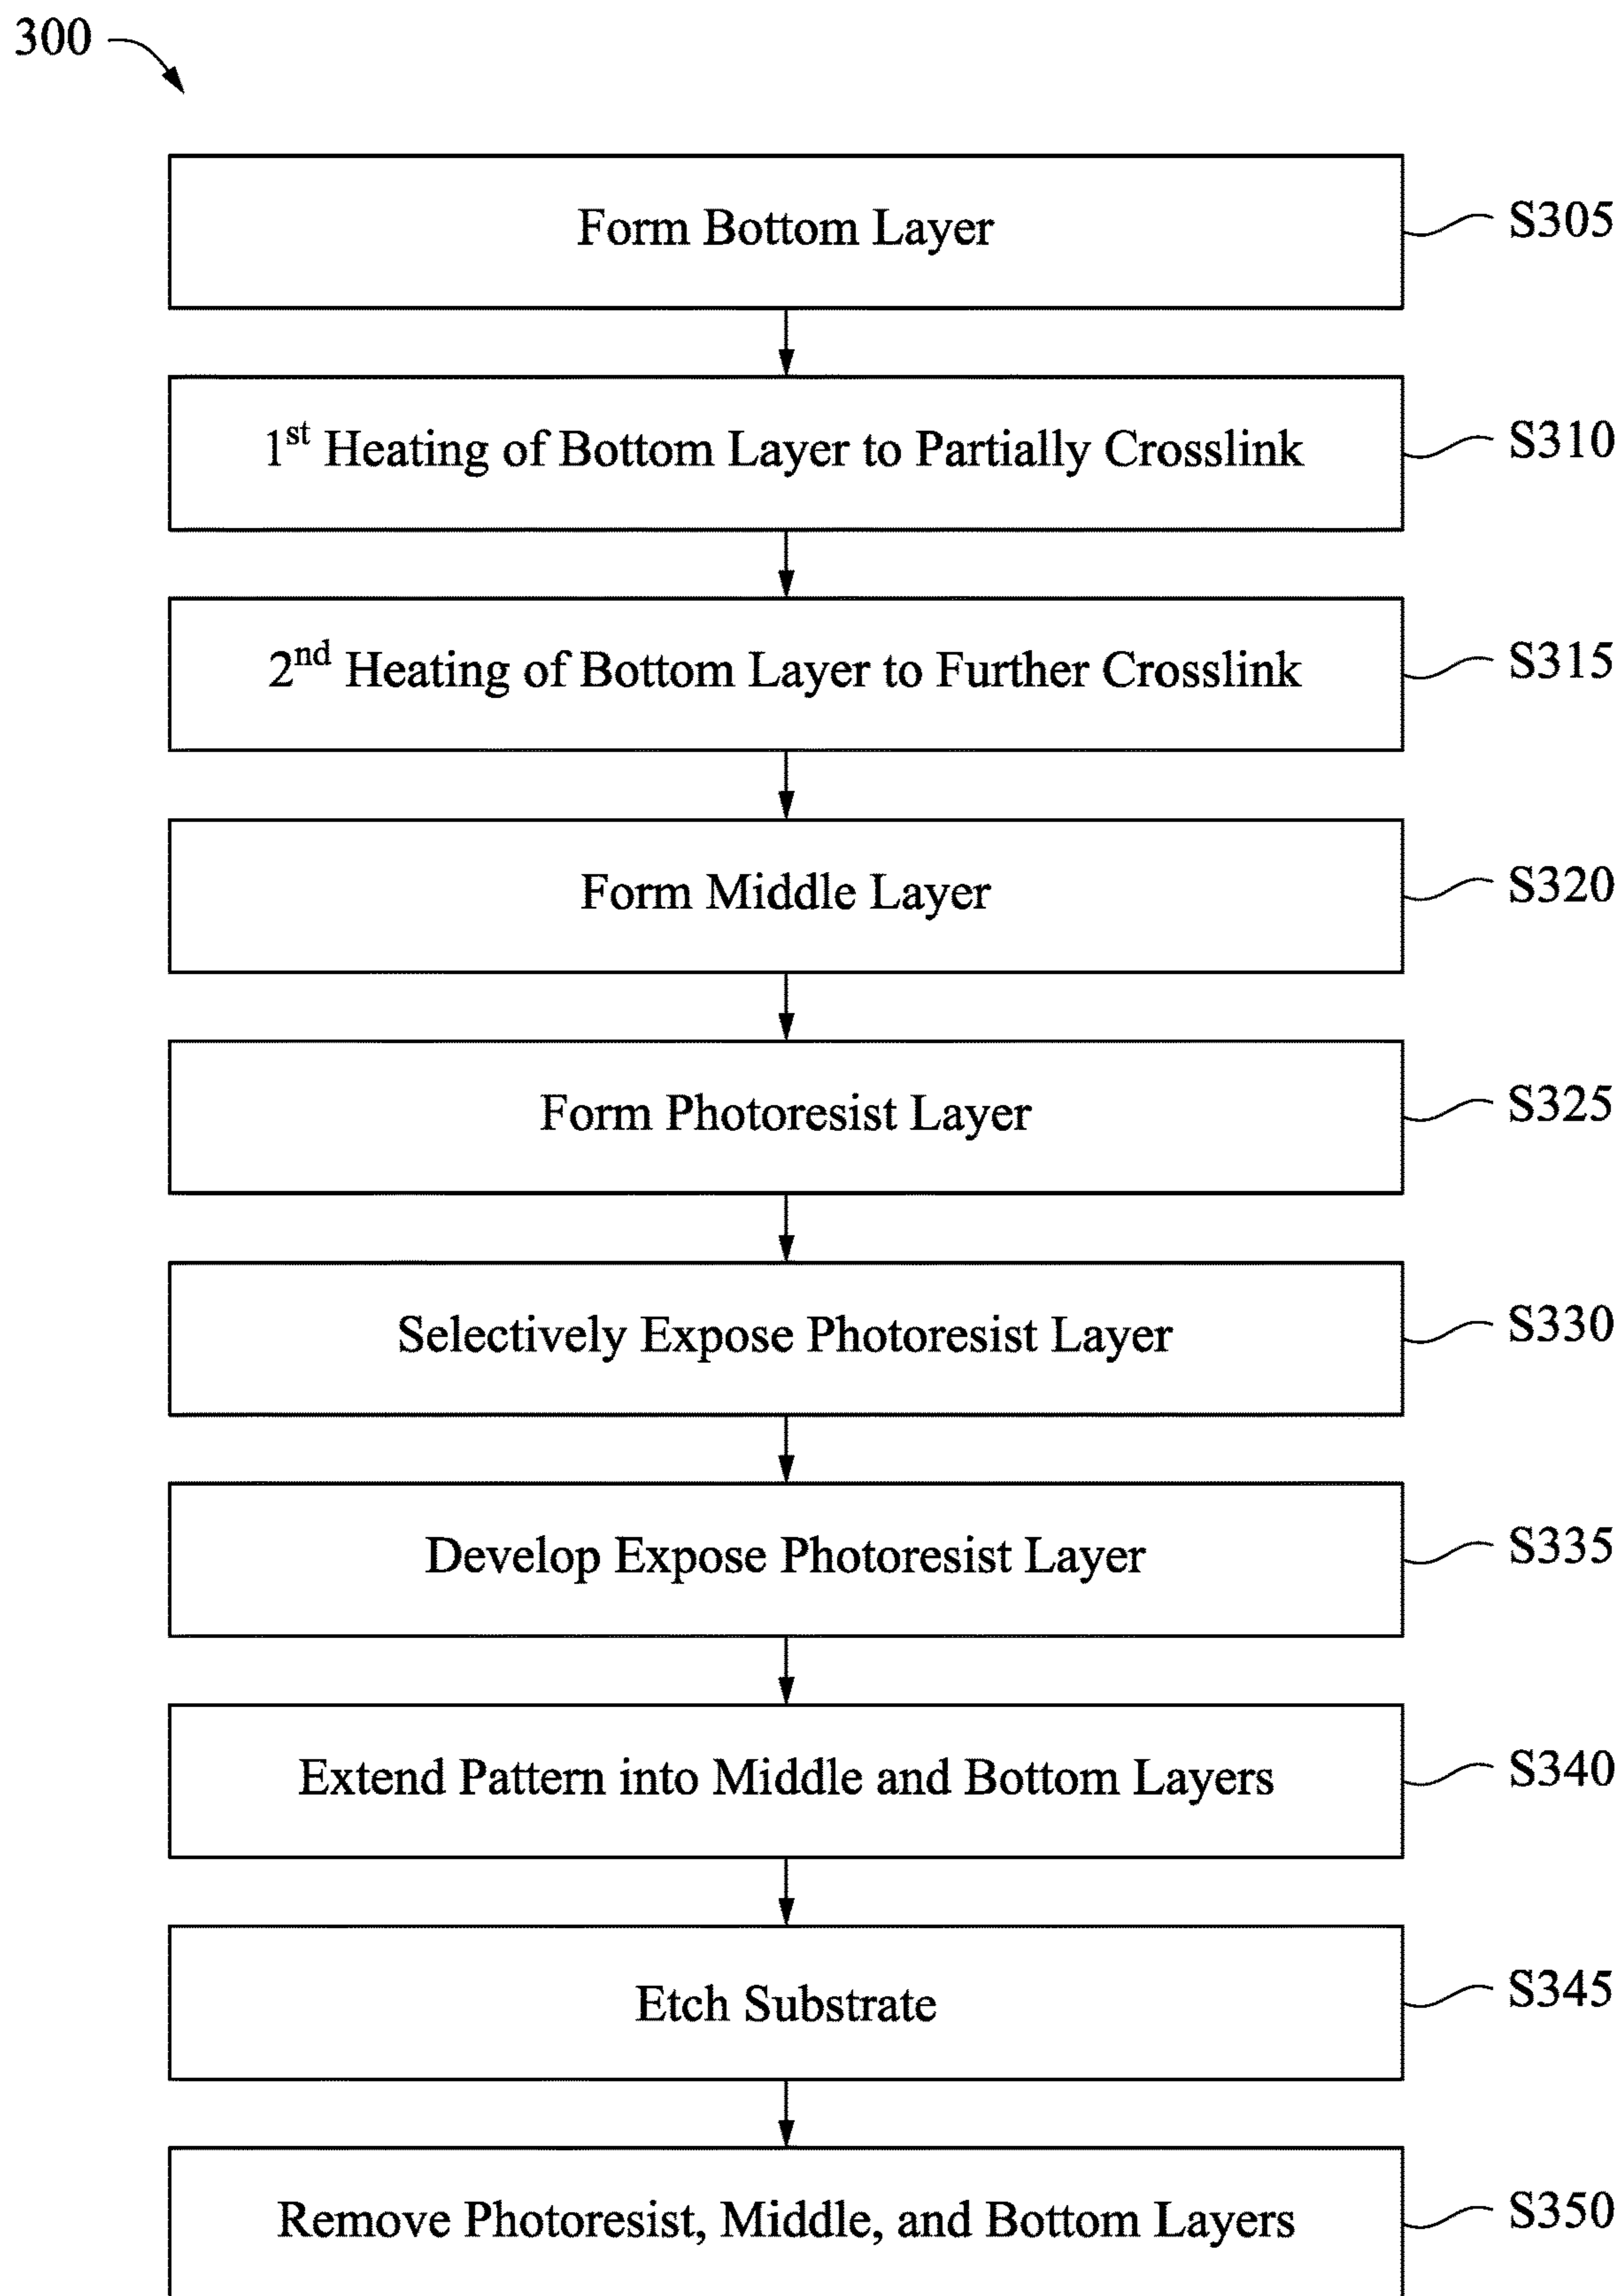 300
Form Bottom Layer
S305
1st Heating of Bottom Layer to Partially Crosslink
S310
2nd Heating of Bottom Layer to Further Crosslink
S315
Form Middle Layer
S320
Form Photoresist Layer
S325
Selectively Expose Photoresist Layer
S330
Develop Expose Photoresist Layer
S335
Extend Pattern into Middle and Bottom Layers
S340
Etch Substrate
S345
Remove Photoresist, Middle, and Bottom Layers
S350